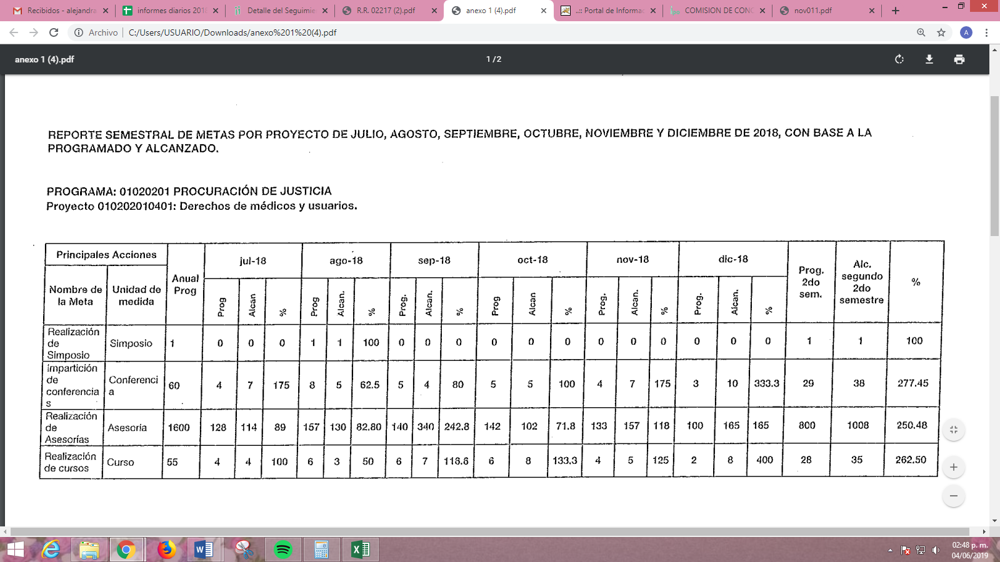 Recibidos - alejandra
informes diarios 201
Detalle del Seguimie
R.R. 02217 (2).pdf
anexo 1 (4).pdf
..:: Portal de Informac
COMISION DE CONC
nov011.pdf
Archivo C:/Users/USUARIO/Downloads/anexo%201%20(4).pdf
A
anexo 1 (4).pdf 1 / 2
REPORTE SEMESTRAL DE METAS POR PROYECTO DE JULIO, AGOSTO, SEPTIEMBRE, OCTUBRE, NOVIEMBRE Y DICIEMBRE DE 2018, CON BASE A LA
PROGRAMADO Y ALCANZADO.
PROGRAMA: 01020201 PROCURACIÓN DE JUSTICIA
Proyecto 010202010401: Derechos de médicos y usuarios.
Principales Acciones
Anual
Prog
jul-18 ago-18 sep-18 oct-18 nov-18 dic-18
Prog.
2do
sem.
Alc.
segundo
2do
semestre
%
Nombre de
la Meta
Unidad de
medida
Prog Alcan % Prog Alcan. % Prog. Alcan. % Prog Alcan % Prog. Alcan. % Prog. Alcan. %
Realización
de
Simposio
Simposio 1 0 0 0 1 1 100 0 0 0 0 0 0 0 0 0 0 0 0 1 1 100
Impartición
de
conferencia
s
Conferenci
a
60 4 7 175 8 5 62.5 5 4 80 5 5 100 4 7 175 3 10 333.3 29 38 277.45
Realización
de
Asesorías
Asesoría 1600 128 114 89 157 130 82.80 140 340 242.8 142 102 71.8 133 157 118 100 165 165 800 1008 250.48
Realización
de cursos
Curso 55 4 4 100 6 3 50 6 7 116.6 6 8 133.3 4 5 125 2 8 400 28 35 262.50
02:48 p. m.
04/06/2019